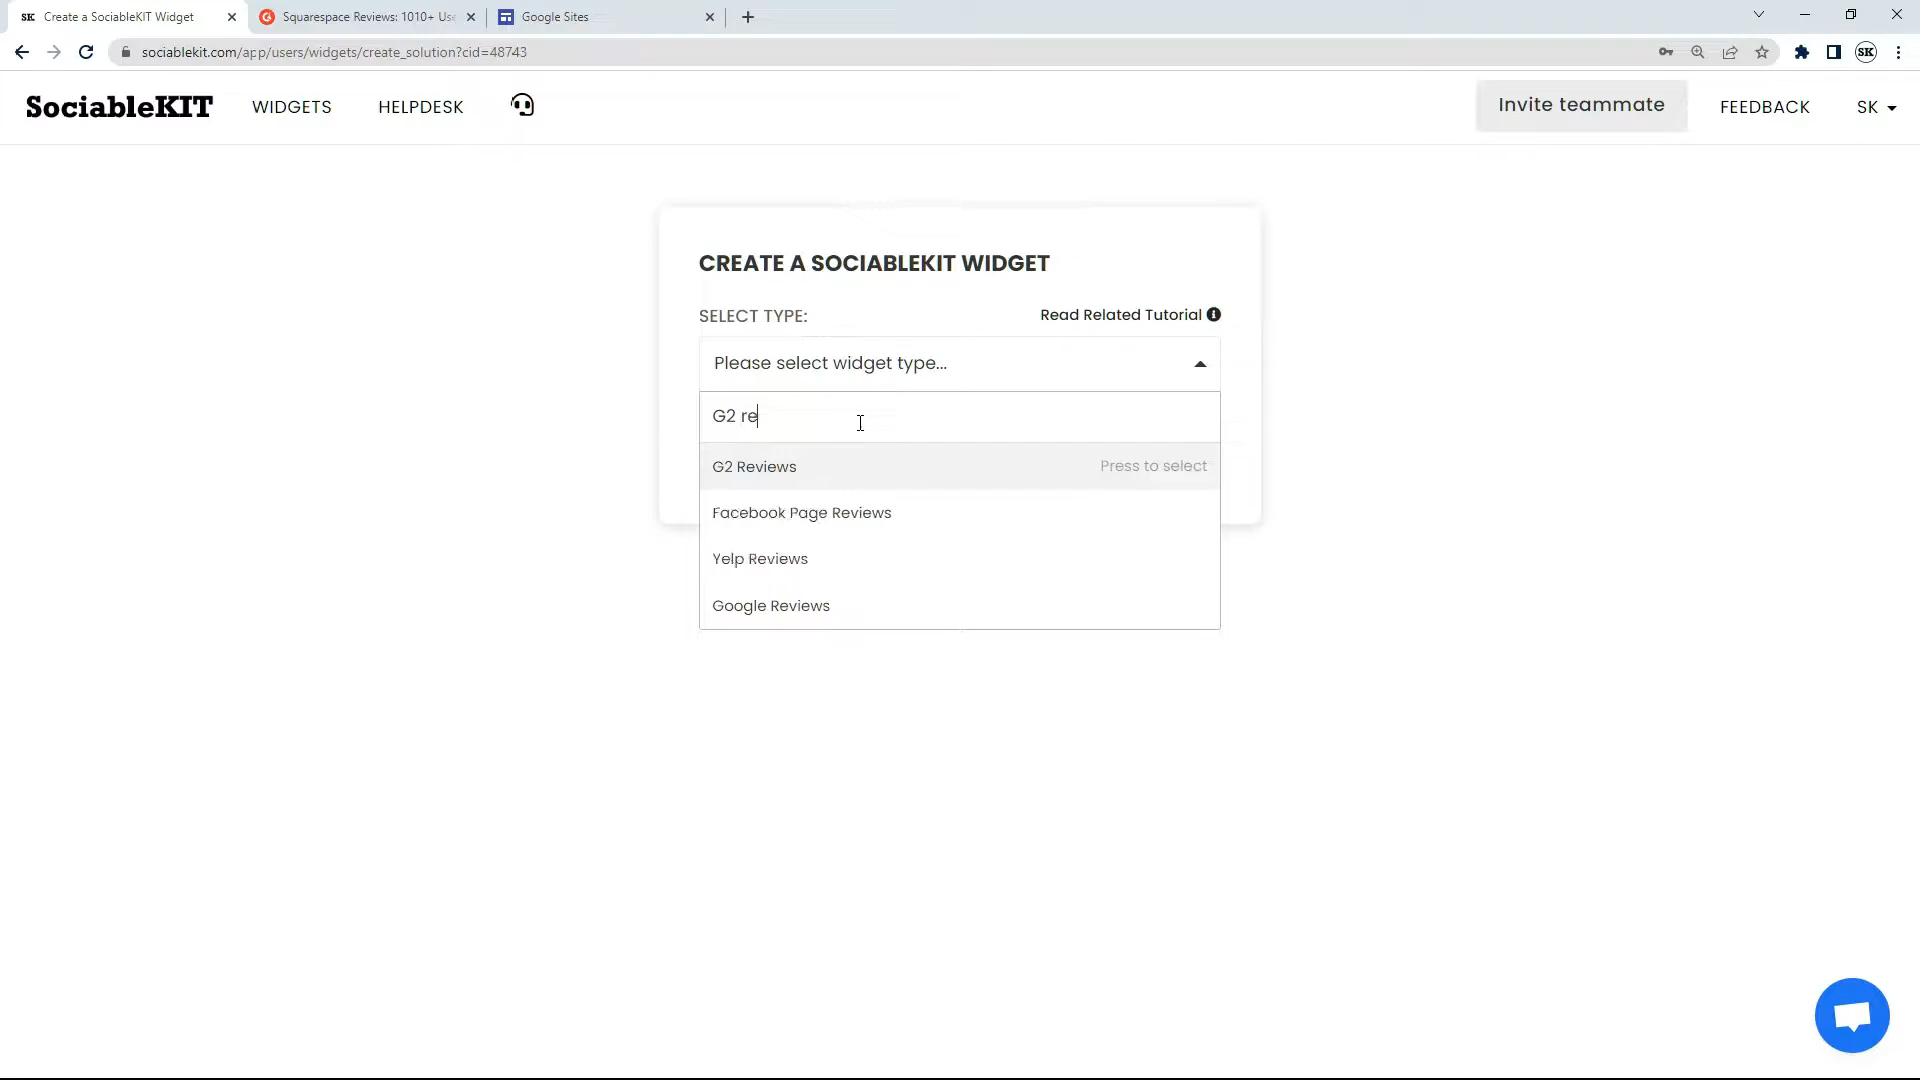 SK Create a SociableKIT Widget
Squarespace Reviews: 1010+ Use
Google Sites
sociablekit.com/app/users/widgets/create_solution?cid=48743
SK
SociableKIT
WIDGETS
HELPDESK
Invite teammate
FEEDBACK
SK
CREATE A SOCIABLEKIT WIDGET
SELECT TYPE:
Read Related Tutorial
Please select widget type...
G2 re
G2 Reviews
Press to select
Facebook Page Reviews
Yelp Reviews
Google Reviews